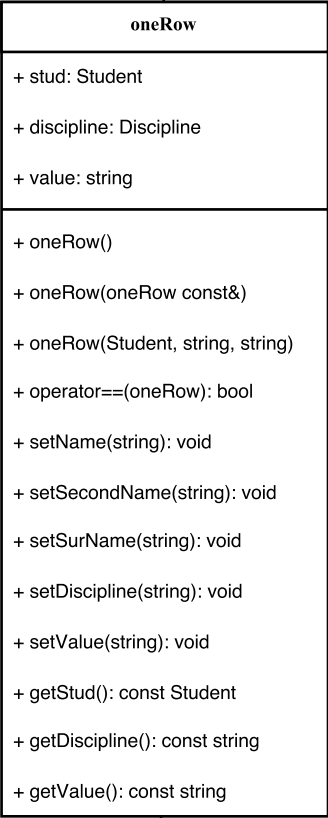 oneRow
+ stud: Student
+ discipline: Discipline
+ value: string
+ oneRow()
+ oneRow(oneRow const&)
+ oneRow(Student, string, string)
+ operator==(oneRow): bool
+ setName(string): void
+ setSecondName(string): void
+ setSurName(string): void
+ setDiscipline(string): void
+ setValue(string): void
+ getStud(): const Student
+ getDiscipline(): const string
+ getValue(): const string